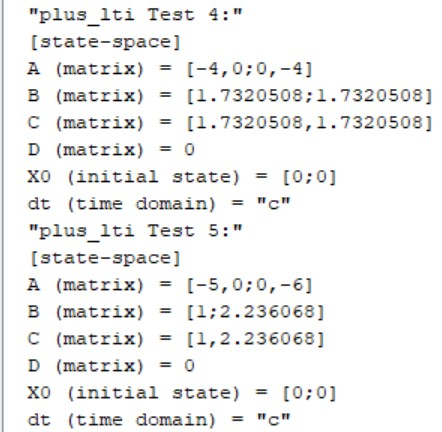 "plus_lti Test 4:"
[state-space]
A (matrix) = [-4,0;0,-4]
B (matrix) = [1.7320508;1.7320508]
C (matrix) = [1.7320508,1.7320508]
D (matrix) = 0
X0 (initial state) = [0;0]
dt (time domain) = "c"
"plus_lti Test 5:"
[state-space]
A (matrix) = [-5,0;0,-6]
B (matrix) = [1;2.236068]
C (matrix) = [1,2.236068]
D (matrix) = 0
X0 (initial state) = [0;0]
dt (time domain) = "c"